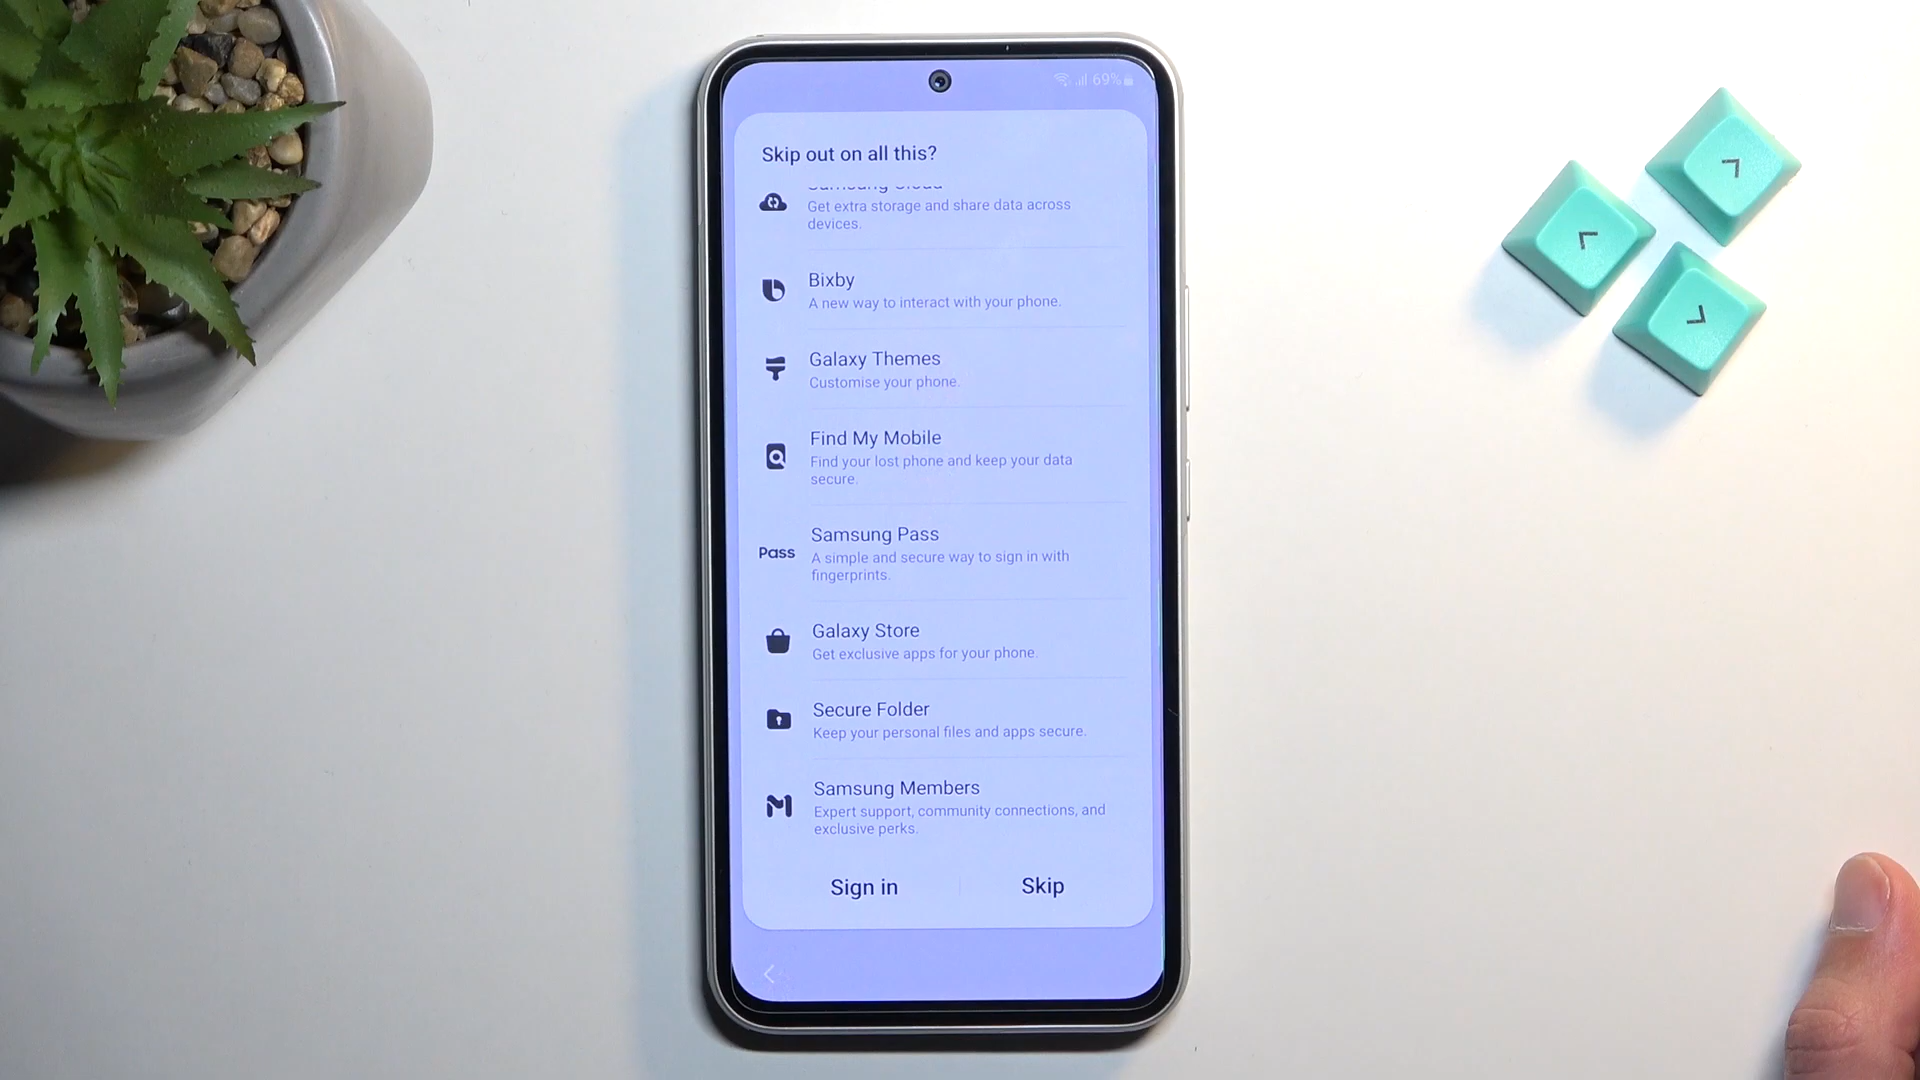 69%
Skip out on all this?
Samsung Cloud
Get extra storage and share data across
devices.
Bixby
A new way to interact with your phone.
Galaxy Themes
Customise your phone.
Find My Mobile
Find your lost phone and keep your data
secure.
Pass
Samsung Pass
A simple and secure way to sign in with
fingerprints.
Galaxy Store
Get exclusive apps for your phone.
Secure Folder
Keep your personal files and apps secure.
Samsung Members
Expert support, community connections, and
exclusive perks.
Sign in
Skip